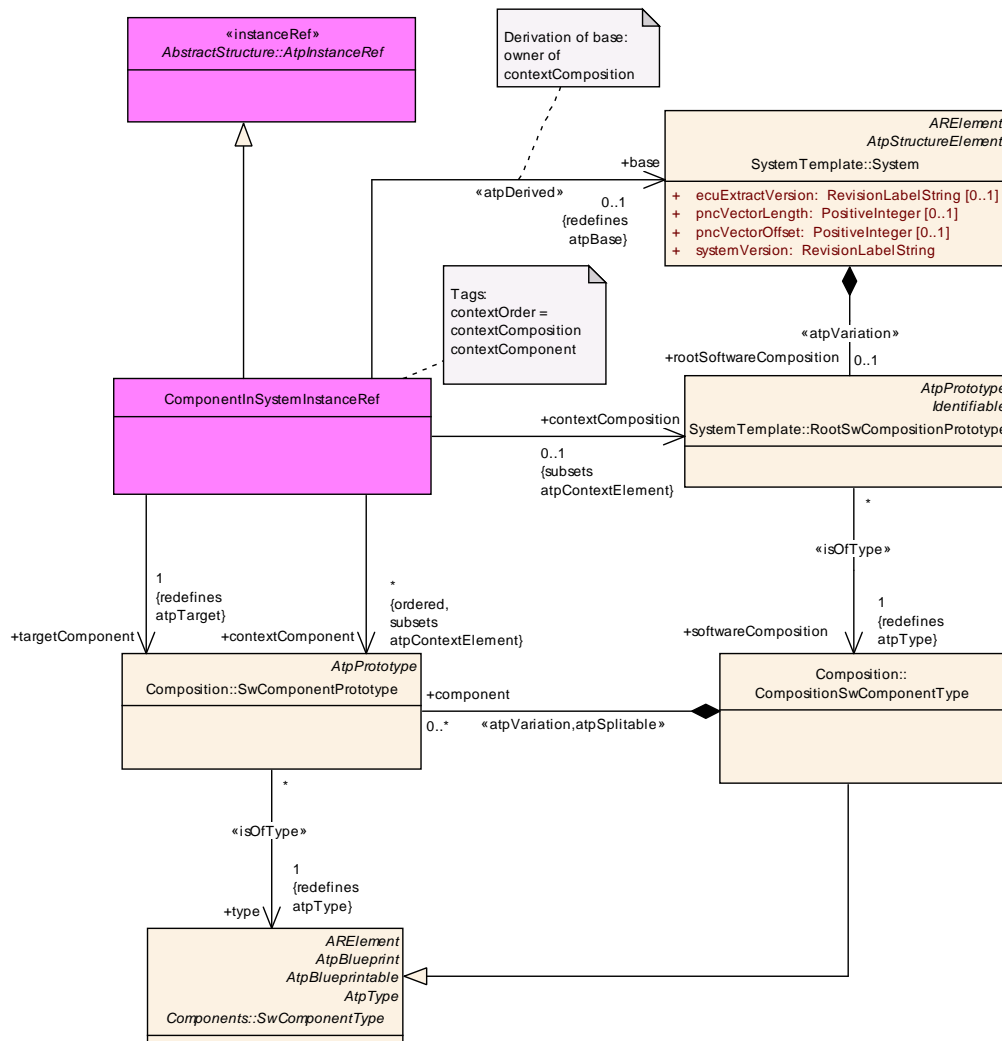 «instanceRef»
AbstractStructure::AtpInstanceRef
Derivation of base:
owner of
contextComposition
ARElement
AtpStructureElement
SystemTemplate::System
+ ecuExtractVersion: RevisionLabelString [0..1]
+ pncVectorLength: PositiveInteger [0..1]
+ pncVectorOffset: PositiveInteger [0..1]
+ systemVersion: RevisionLabelString
+base
«atpDerived»
0..1
{redefines
atpBase}
Tags:
contextOrder =
contextComposition
contextComponent
«atpVariation»
+rootSoftwareComposition
0..1
ComponentInSystemInstanceRef
+contextComposition
0..1
{subsets
atpContextElement}
AtpPrototype
Identifiable
SystemTemplate::RootSwCompositionPrototype
*
«isOfType»
1
{redefines
atpType}
+softwareComposition
1
{redefines
atpTarget}
+targetComponent
*
{ordered,
subsets
atpContextElement}
+contextComponent
AtpPrototype
Composition::SwComponentPrototype
+component
0..*
«atpVariation,atpSplitable»
Composition::
CompositionSwComponentType
*
«isOfType»
1
{redefines
atpType}
+type
ARElement
AtpBlueprint
AtpBlueprintable
AtpType
Components::SwComponentType